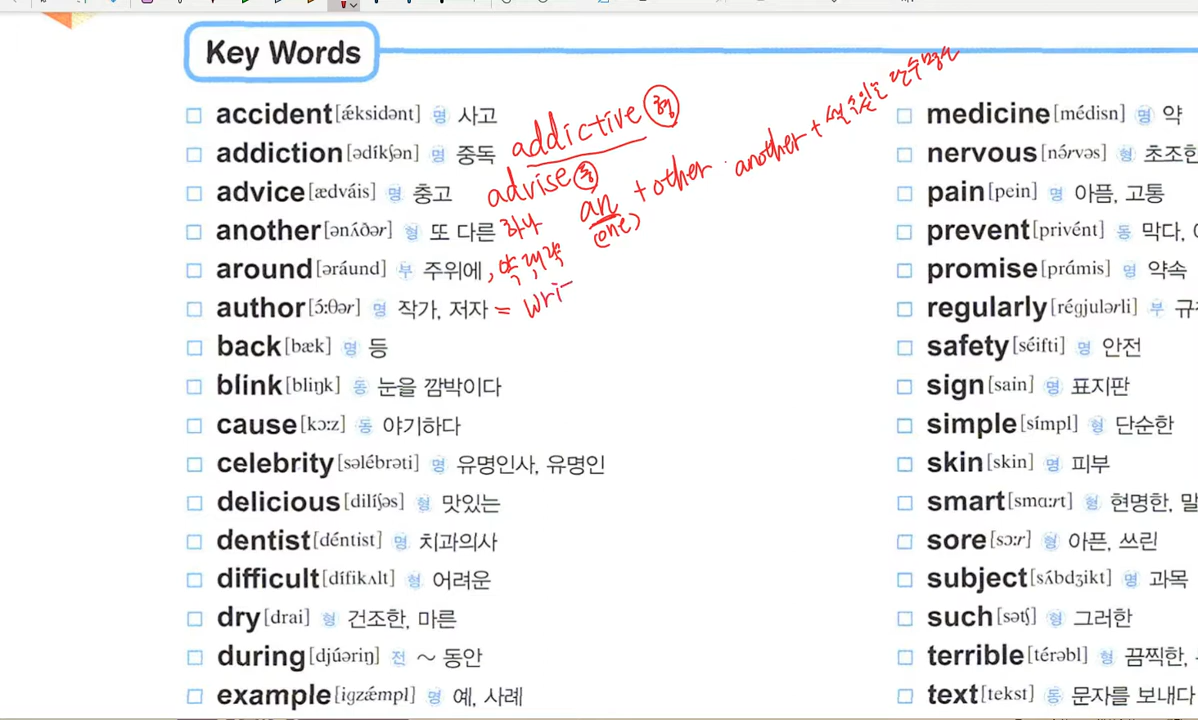 Key Words
accident[ǽksidənt] 명 사고
addiction[ədíkʃən] 명 중독 addictive 형
advice[ædváis] 명 충고 advise 동
another[ənʌ́ðər] 형 또 다른 하나 an + other . another + 셀 수 있는 단수명사
(one)
around[əráund] 부 주위에, 약, 대략
author[ɔ́:θər] 명 작가, 저자 = wri
back[bæk] 명 등
blink[bliŋk] 동 눈을 깜박이다
cause[kɔ:z] 동 야기하다
celebrity[səlébrəti] 명 유명인사, 유명인
delicious[dilíʃəs] 형 맛있는
dentist[déntist] 명 치과의사
difficult[dífikʌlt] 형 어려운
dry[drai] 형 건조한, 마른
during[djúəriŋ] 전 ~ 동안
example[igzǽmpl] 명 예, 사례
medicine[médisn] 명 약
nervous[nə́rvəs] 형 초조한
pain[pein] 명 아픔, 고통
prevent[privént] 동 막다,
promise[prámis] 명 약속
regularly[régjulərli] 부
safety[séifti] 명 안전
sign[sain] 명 표지판
simple[símpl] 형 단순한
skin[skin] 명 피부
smart[smɑ:rt] 형 현명한,
sore[sɔ:r] 형 아픈, 쓰린
subject[sʌ́bdʒikt] 명 과목
such[sətʃ] 형 그러한
terrible[térəbl] 형 끔찍한,
text[tekst] 동 문자를 보내다